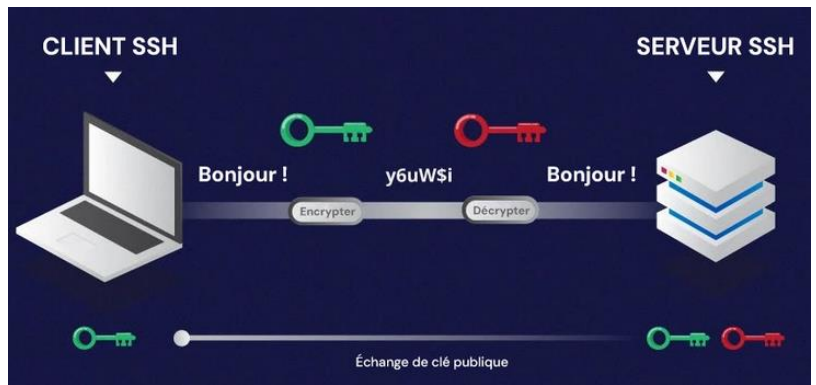 CLIENT SSH
SERVEUR SSH
Bonjour !
y6uW$i
Bonjour !
Encrypter
Décrypter
Échange de clé publique